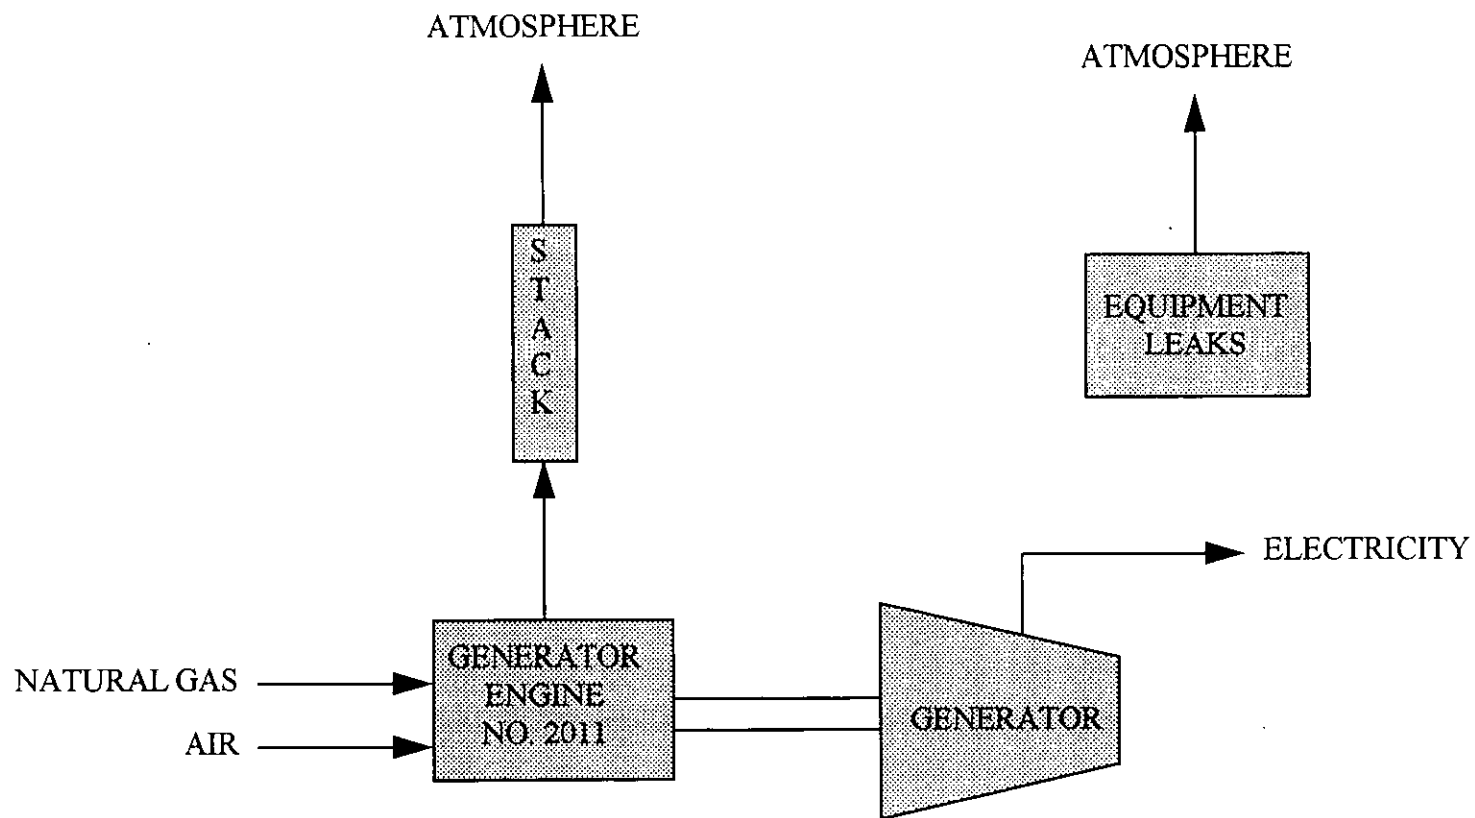 ATMOSPHERE
ATMOSPHERE
S
T
A
C
K
EQUIPMENT
LEAKS
ELECTRICITY
NATURAL GAS
AIR
GENERATOR
ENGINE
NO. 2011
GENERATOR